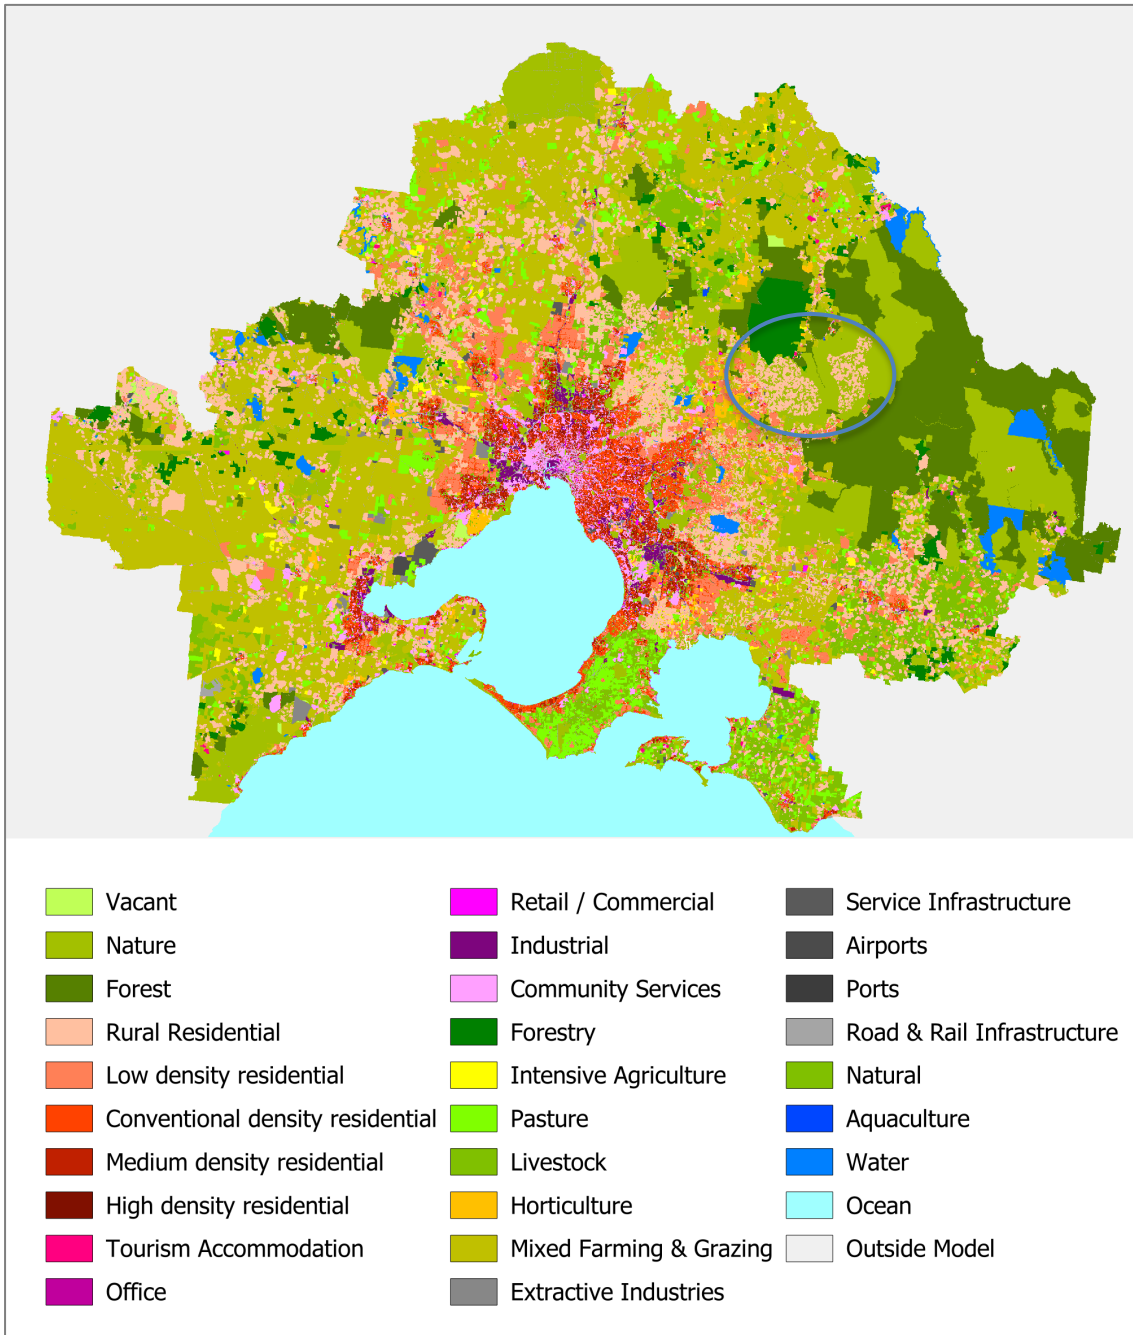 Vacant
Nature
Forest
Rural Residential
Low density residential
Conventional density residential
Medium density residential
High density residential
Tourism Accommodation
Office
Retail / Commercial
Industrial
Community Services
Forestry
Intensive Agriculture
Pasture
Livestock
Horticulture
Mixed Farming & Grazing
Extractive Industries
Service Infrastructure
Airports
Ports
Road & Rail Infrastructure
Natural
Aquaculture
Water
Ocean
Outside Model